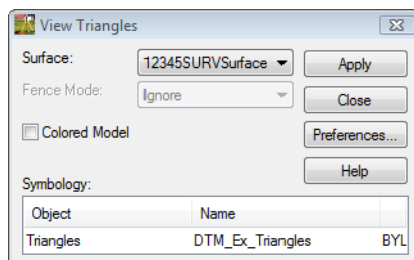 View Triangles
Surface: 12345SURVSurface Apply
Fence Mode: Ignore Close
Colored Model Preferences...
Help
Symbology:
Object Name
Triangles DTM_Ex_Triangles BYL